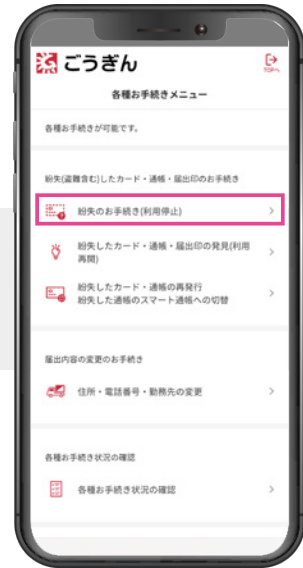 ごうぎん
TOPへ
各種お手続きメニュー
各種お手続きが可能です。
紛失(盗難含む)したカード・通帳・届出印のお手続き
紛失のお手続き(利用停止)
紛失したカード・通帳・届出印の発見(利用
再開)
紛失したカード・通帳の再発行
紛失した通帳のスマート通帳への切替
届出内容の変更のお手続き
住所・電話番号・勤務先の変更
各種お手続き状況の確認
各種お手続き状況の確認